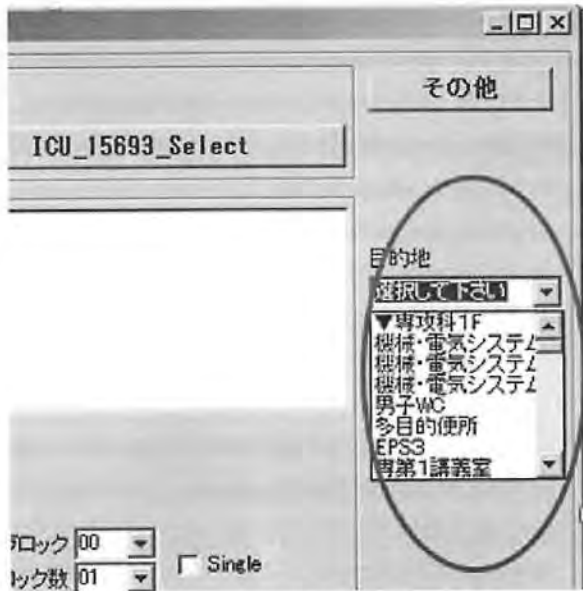 その他
ICU_15693_Select
目的地
選択して下さい
▼専攻科1F
機械・電気システム
機械・電気システム
機械・電気システム
男子WC
多目的便所
EPS3
専第1講義室
ブロック 00
ロック数 01
Single